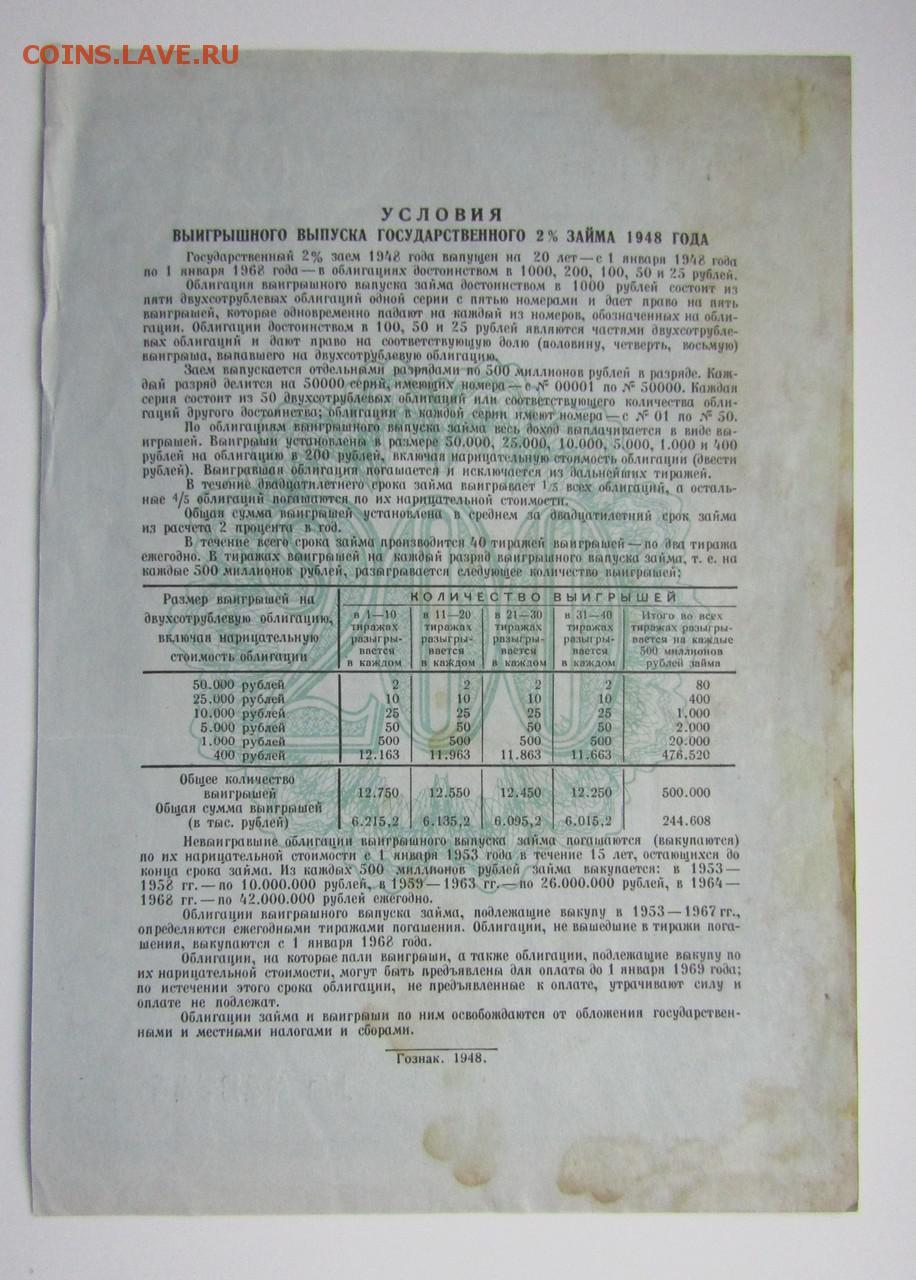 COINS.LAVE.RU
УСЛОВИЯ
ВЫИГРЫШНОГО ВЫПУСКА ГОСУДАРСТВЕННОГО 2% ЗАЙМА 1948 ГОДА
Государственный 2% заем 1948 года выпущен на 20 лет—с 1 января 1948 года
по 1 января 1968 года—в облигациях достоинством в 1000, 200, 100, 50 и 25 рублей.
Облигация выигрышного выпуска займа достоинством в 1000 рублей состоит из
пяти двухсотрублевых облигаций одной серии с пятью номерами и дает право на пять
выигрышей, которые одновременно падают на каждый из номеров, обозначенных на обли-
гации. Облигации достоинством в 100, 50 и 25 рублей являются частями двухсотрубле-
вых облигаций и дают право на соответствующую долю (половину, четверть, восьмую)
выигрыша, выпавшего на двухсотрублевую облигацию.
Заем выпускается отдельными разрядами по 500 миллионов рублей в разряде. Каж-
дый разряд делится на 50000 серий, имеющих номера—с № 00001 по № 50000. Каждая
серия состоит из 50 двухсотрублевых облигаций или соответствующего количества обли-
гаций другого достоинства; облигации в каждой серии имеют номера—с № 01 по № 50.
По облигациям выигрышного выпуска займа весь доход выплачивается в виде вы-
игрышей. Выигрыши установлены в размере 50.000, 25.000, 10.000, 5.000, 1.000 и 400
рублей на облигацию в 200 рублей, включая нарицательную стоимость облигации (двести
рублей). Выигравшая облигация погашается и исключается из дальнейших тиражей.
В течение двадцатилетнего срока займа выигрывает 1/5 всех облигаций, а осталь-
ные 4/5 облигаций погашаются по их нарицательной стоимости.
Общая сумма выигрышей установлена в среднем за двадцатилетний срок займа
из расчета 2 процента в год.
В течение всего срока займа производится 40 тиражей выигрышей—по два тиража
ежегодно. В тиражах выигрышей на каждый разряд выигрышного выпуска займа, т. е. на
каждые 500 миллионов рублей, разыгрывается следующее количество выигрышей:
Размер выигрышей на двухсотрублевую облигацию, включая нарицательную стоимость облигации
КОЛИЧЕСТВО ВЫИГРЫШЕЙ
в 1—10 тиражах разыгры-вается в каждом
в 11—20 тиражах разыгры-вается в каждом
в 21—30 тиражах разыгры-вается в каждом
в 31—40 тиражах разыгры-вается в каждом
Итого во всех тиражах разыгры-вается на каждые 500 миллионов рублей займа
50.000 рублей 2 2 2 2 80
25.000 рублей 10 10 10 10 400
10.000 рублей 25 25 25 25 1.000
5.000 рублей 50 50 50 50 2.000
1.000 рублей 500 500 500 500 20.000
400 рублей 12.163 11.963 11.863 11.663 476.520
Общее количество
выигрышей 12.750 12.550 12.450 12.250 500.000
Общая сумма выигрышей
(в тыс. рублей) 6.215,2 6.135,2 6.095,2 6.015,2 244.608
Невыигравшие облигации выигрышного выпуска займа погашаются (выкупаются)
по их нарицательной стоимости с 1 января 1953 года в течение 15 лет, остающихся до
конца срока займа. Из каждых 500 миллионов рублей займа выкупается: в 1953—
1958 гг.—по 10.000.000 рублей, в 1959—1963 гг.—по 26.000.000 рублей, в 1964—
1968 гг.—по 42.000.000 рублей ежегодно.
Облигации выигрышного выпуска займа, подлежащие выкупу в 1953—1967 гг.,
определяются ежегодными тиражами погашения. Облигации, не вышедшие в тиражи пога-
шения, выкупаются с 1 января 1968 года.
Облигации, на которые пали выигрыши, а также облигации, подлежащие выкупу по
их нарицательной стоимости, могут быть предъявлены для оплаты до 1 января 1969 года;
по истечении этого срока облигации, не предъявленные к оплате, утрачивают силу и
оплате не подлежат.
Облигации займа и выигрыши по ним освобождаются от обложения государствен-
ными и местными налогами и сборами.
Гознак. 1948.
200